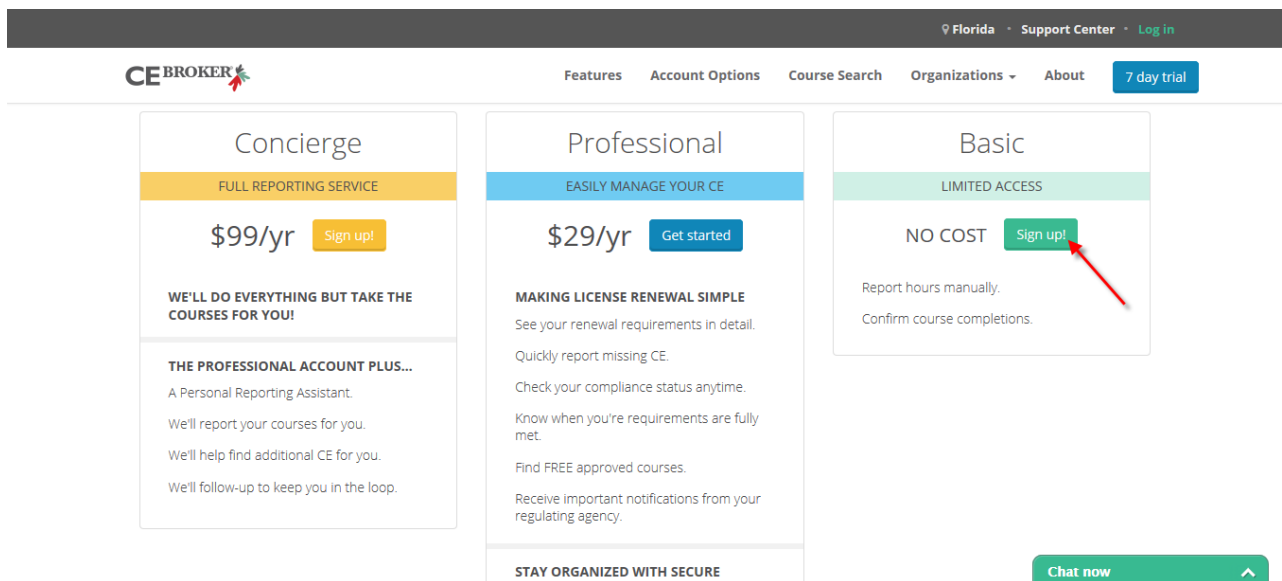 Florida · Support Center · Log in
CE BROKER
Features Account Options Course Search Organizations About 7 day trial
Concierge
FULL REPORTING SERVICE
$99/yr Sign up!
WE'LL DO EVERYTHING BUT TAKE THE
COURSES FOR YOU!
THE PROFESSIONAL ACCOUNT PLUS...
A Personal Reporting Assistant.
We'll report your courses for you.
We'll help find additional CE for you.
We'll follow-up to keep you in the loop.
Professional
EASILY MANAGE YOUR CE
$29/yr Get started
MAKING LICENSE RENEWAL SIMPLE
See your renewal requirements in detail.
Quickly report missing CE.
Check your compliance status anytime.
Know when you're requirements are fully
met.
Find FREE approved courses.
Receive important notifications from your
regulating agency.
STAY ORGANIZED WITH SECURE
Basic
LIMITED ACCESS
NO COST Sign up!
Report hours manually.
Confirm course completions.
Chat now